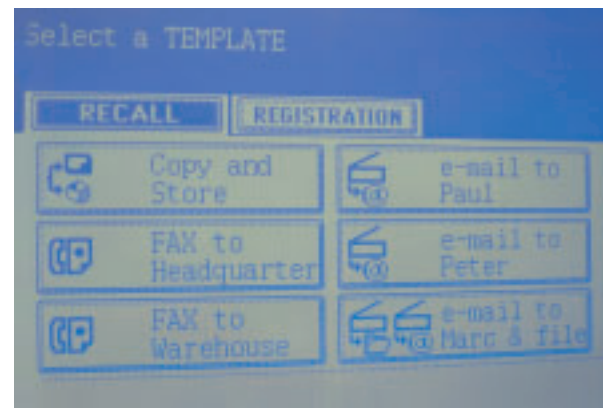 Select a TEMPLATE
RECALL
REGISTRATION
Copy and
Store
e-mail to
Paul
FAX to
Headquarter
e-mail to
Peter
FAX to
Warehouse
e-mail to
Marc & file